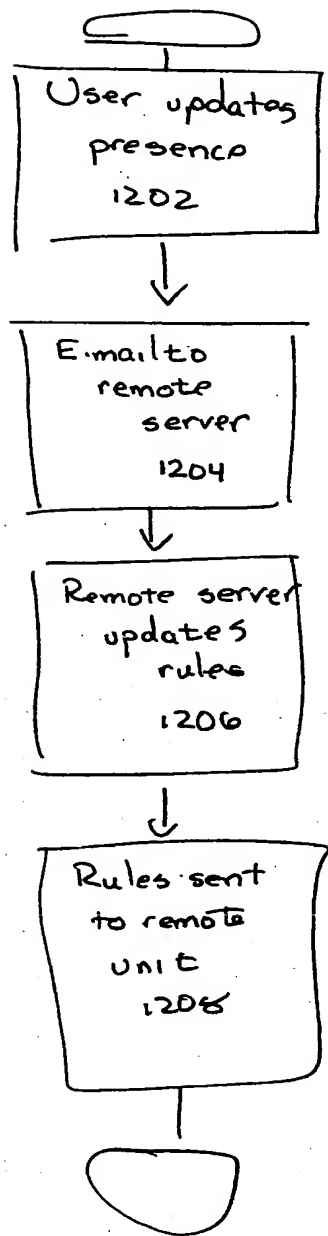 User updates
presence
1202
E.mail to
remote
server
1204
Remote server
updates
rules
1206
Rules sent
to remote
unit
1208